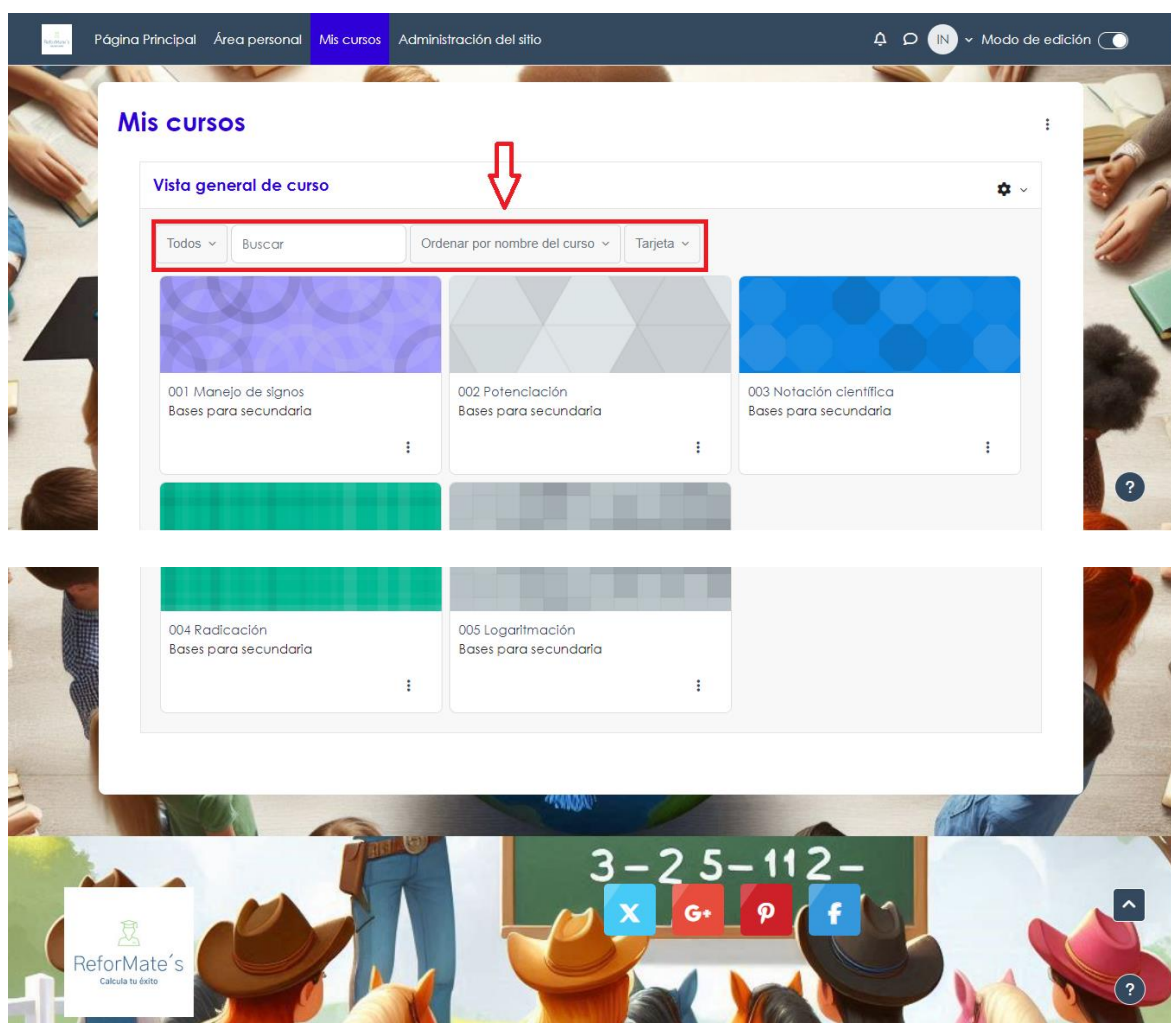 Página Principal Área personal Mis cursos Administración del sitio IN Modo de edición
Mis cursos
Vista general de curso
Todos Buscar Ordenar por nombre del curso Tarjeta
001 Manejo de signos
Bases para secundaria
002 Potenciación
Bases para secundaria
003 Notación científica
Bases para secundaria
?
004 Radicación
Bases para secundaria
005 Logaritmación
Bases para secundaria
3-25-112-
X G+ f
ReforMate´s
Calcula tu éxito
?